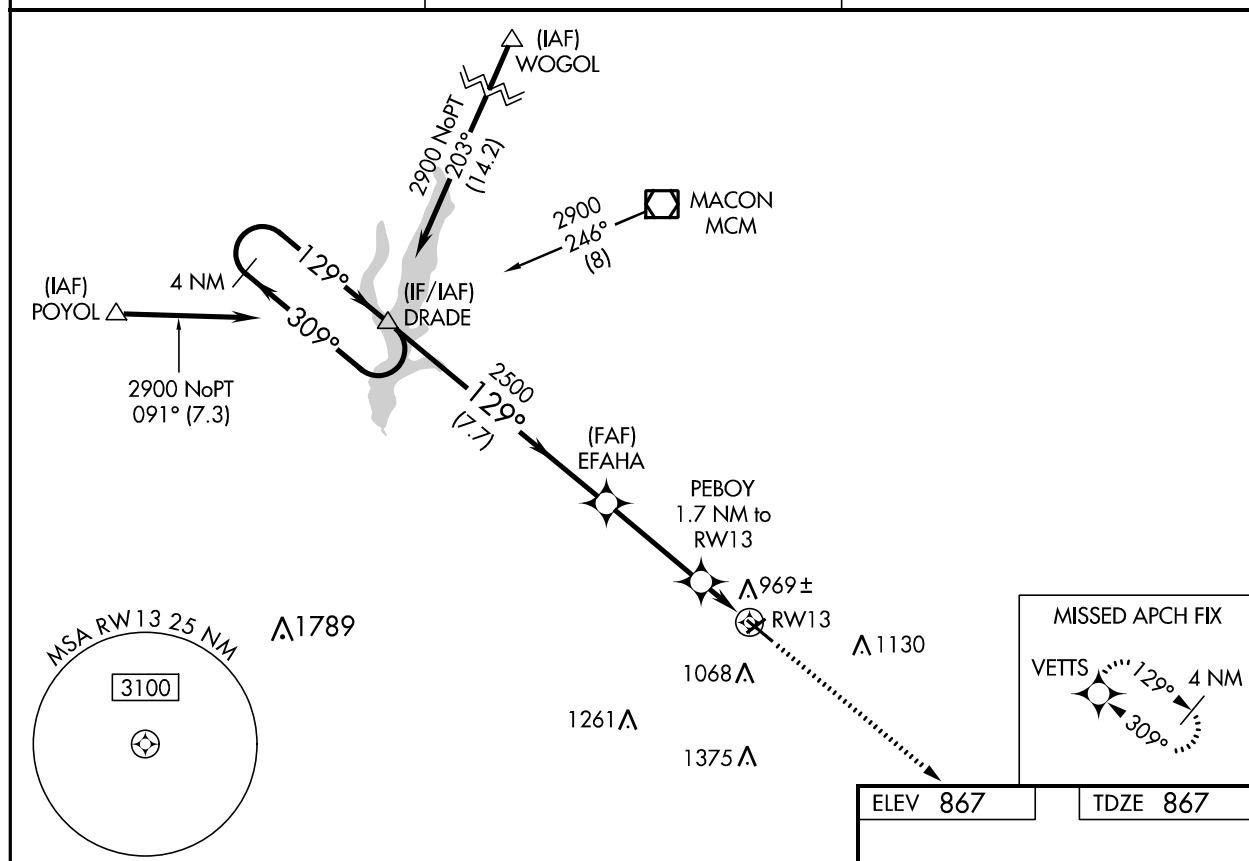 (IAF)
WOGOL
2900 NoPT
203°
(14.2)
MACON
MCM
2900
246°
(8)
4 NM
129°
309°
(IF/IAF)
DRADE
(IAF)
POYOL
2900 NoPT
091° (7.3)
2500
129°
(7.7)
(FAF)
EFAHA
PEBOY
1.7 NM to
RW13
969±
RW13
1130
1068
1261
1375
1789
MSA RW13 25 NM
3100
MISSED APCH FIX
VETTS
129°
4 NM
309°
ELEV 867
TDZE 867